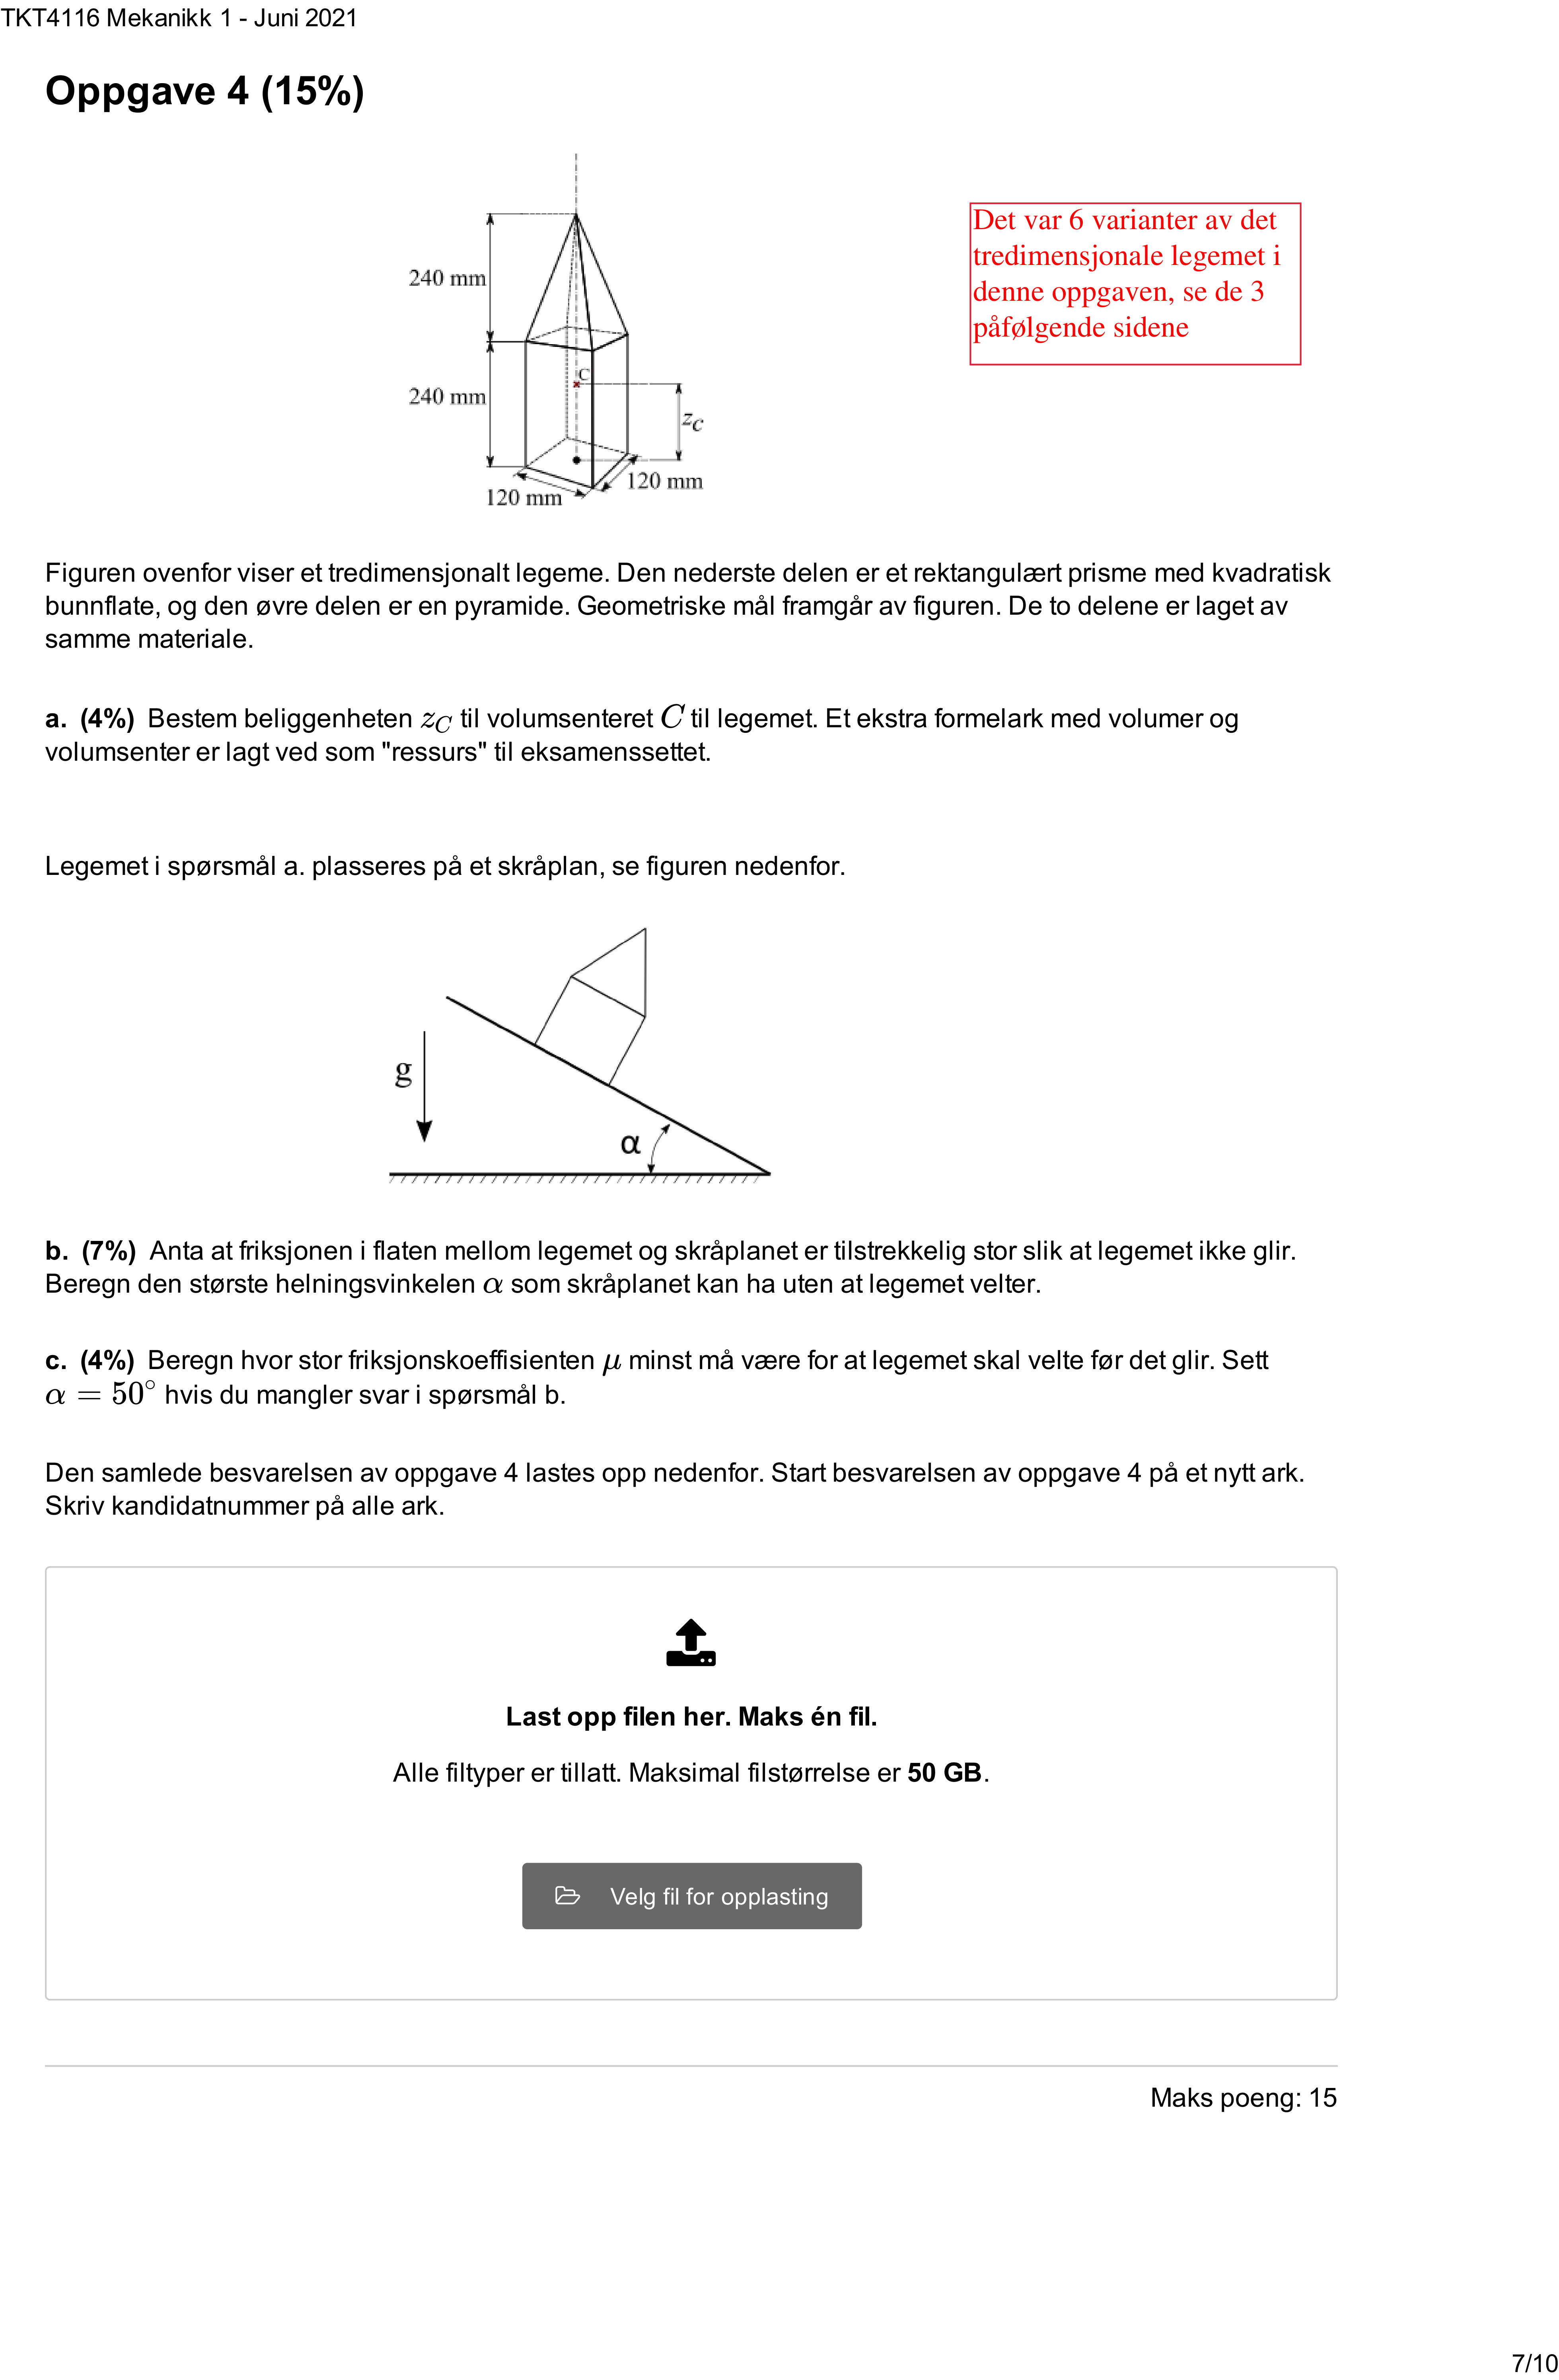 TKT4116 Mekanikk 1 - Juni 2021
Oppgave 4 (15%)
240 mm
240 mm
C
z_C
120 mm
120 mm
Det var 6 varianter av det
tredimensjonale legemet i
denne oppgaven, se de 3
påfølgende sidene
Figuren ovenfor viser et tredimensjonalt legeme. Den nederste delen er et rektangulært prisme med kvadratisk
bunnflate, og den øvre delen er en pyramide. Geometriske mål framgår av figuren. De to delene er laget av
samme materiale.
a. (4%) Bestem beliggenheten z_C til volumsenteret C til legemet. Et ekstra formelark med volumer og
volumsenter er lagt ved som "ressurs" til eksamenssettet.
Legemet i spørsmål a. plasseres på et skråplan, se figuren nedenfor.
g
α
b. (7%) Anta at friksjonen i flaten mellom legemet og skråplanet er tilstrekkelig stor slik at legemet ikke glir.
Beregn den største helningsvinkelen α som skråplanet kan ha uten at legemet velter.
c. (4%) Beregn hvor stor friksjonskoeffisienten μ minst må være for at legemet skal velte før det glir. Sett
α = 50° hvis du mangler svar i spørsmål b.
Den samlede besvarelsen av oppgave 4 lastes opp nedenfor. Start besvarelsen av oppgave 4 på et nytt ark.
Skriv kandidatnummer på alle ark.
Last opp filen her. Maks én fil.
Alle filtyper er tillatt. Maksimal filstørrelse er 50 GB.
Velg fil for opplasting
Maks poeng: 15
7/10